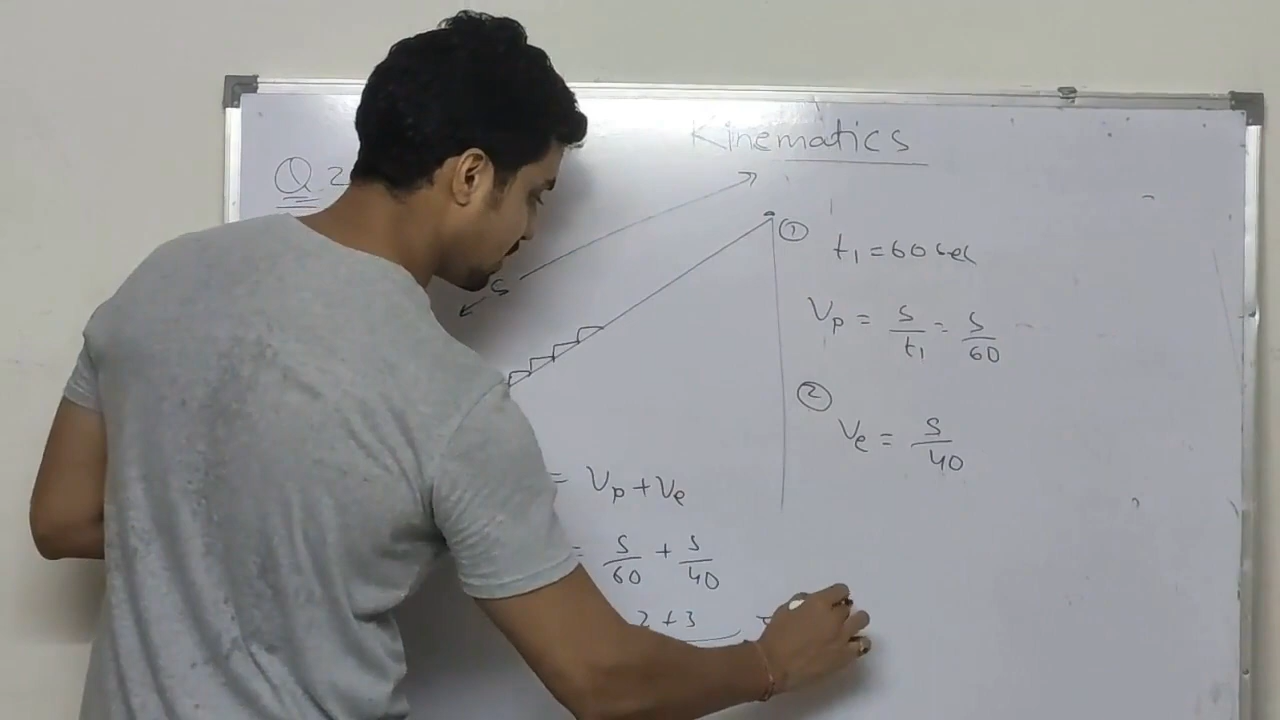 Kinematics
Q 2
S
①
t₁ = 60 sec
Vp = S/t₁ = S/60
②
Ve = S/40
= Vp + Ve
= S/60 + S/40
2 + 3